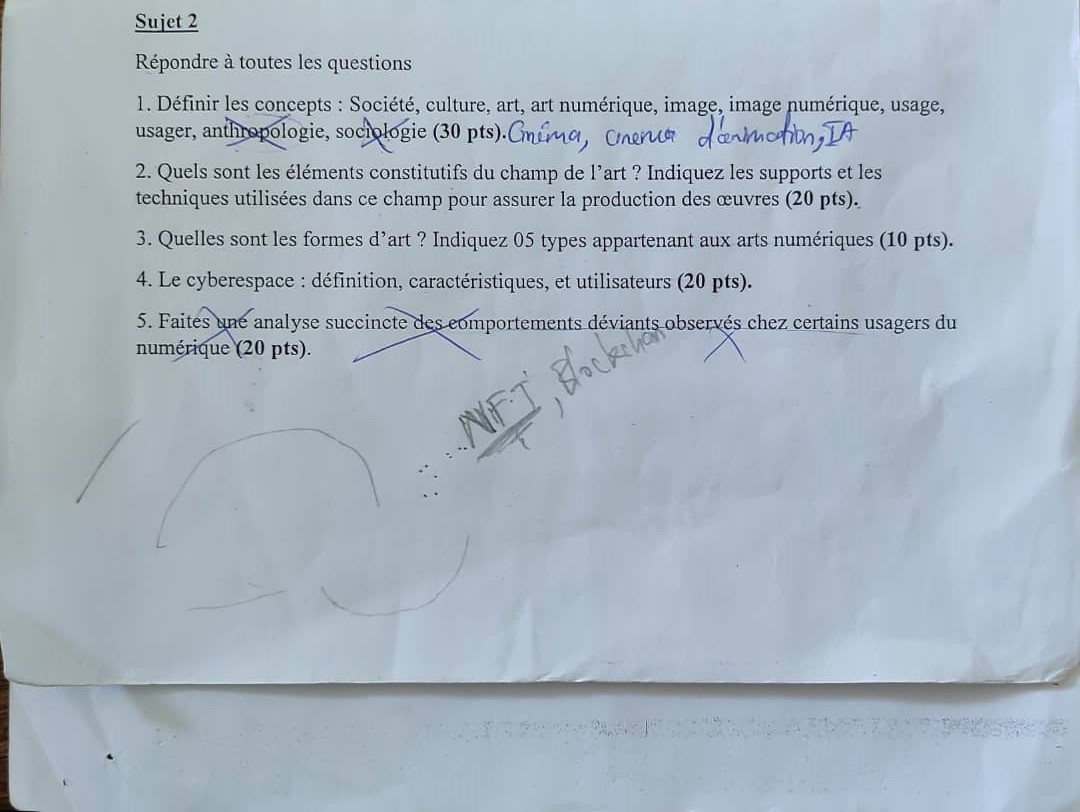 Sujet 2
Répondre à toutes les questions
1. Définir les concepts : Société, culture, art, art numérique, image, image numérique, usage,
usager, anthropologie, sociologie (30 pts). Cinéma, cinema d'animation, IA
2. Quels sont les éléments constitutifs du champ de l'art ? Indiquez les supports et les
techniques utilisées dans ce champ pour assurer la production des œuvres (20 pts).
3. Quelles sont les formes d'art ? Indiquez 05 types appartenant aux arts numériques (10 pts).
4. Le cyberespace : définition, caractéristiques, et utilisateurs (20 pts).
5. Faites une analyse succincte des comportements déviants observés chez certains usagers du
numérique (20 pts).
NFT, Blockchan